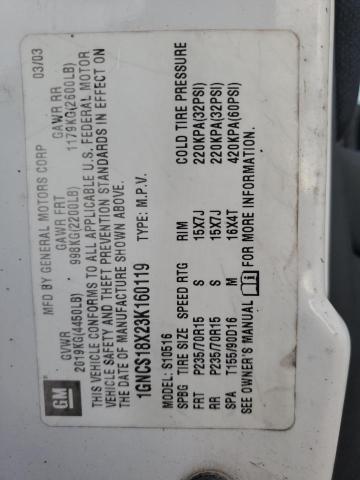 GM
MFD BY GENERAL MOTORS CORP 03/03
GVWR GAWR FRT GAWR RR
2019KG(4450LB) 998KG(2200LB) 1179KG(2600LB)
THIS VEHICLE CONFORMS TO ALL APPLICABLE U.S. FEDERAL MOTOR
VEHICLE SAFETY AND THEFT PREVENTION STANDARDS IN EFFECT ON
THE DATE OF MANUFACTURE SHOWN ABOVE.
1GNCS18X23K160119 TYPE: M.P.V.
MODEL: S10516
SPBG TIRE SIZE SPEED RTG RIM COLD TIRE PRESSURE
FRT P235/70R15 S 15X7J 220KPA(32PSI)
RR P235/70R15 S 15X7J 220KPA(32PSI)
SPA T155/90D16 M 16X4T 420KPA(60PSI)
SEE OWNER'S MANUAL FOR MORE INFORMATION.